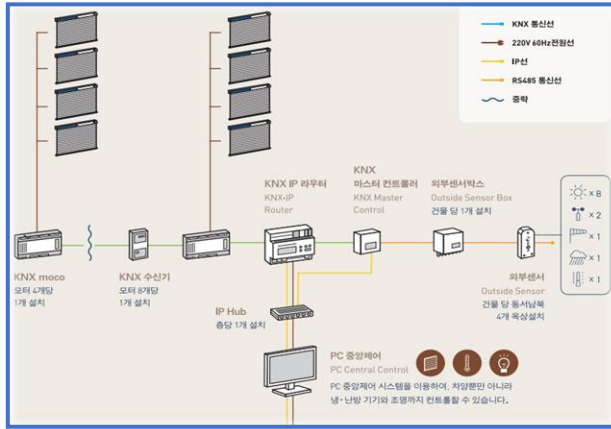 KNX 통신선
220V 60Hz전원선
IP선
RS485 통신선
중략
KNX moco
모터 4개당
1개 설치
KNX 수신기
모터 8개당
1개 설치
KNX IP 라우터
KNX-IP
Router
KNX
마스터 컨트롤러
KNX Master
Control
외부센서박스
Outside Sensor Box
건물 당 1개 설치
x 8
x 2
x 1
x 1
x 1
외부센서
Outside Sensor
건물 당 동서남북
4개 옥상설치
IP Hub
층당 1개 설치
PC 중앙제어
PC Central Control
PC 중앙제어 시스템을 이용하여, 차양뿐만 아니라
냉·난방 기기와 조명까지 컨트롤할 수 있습니다.